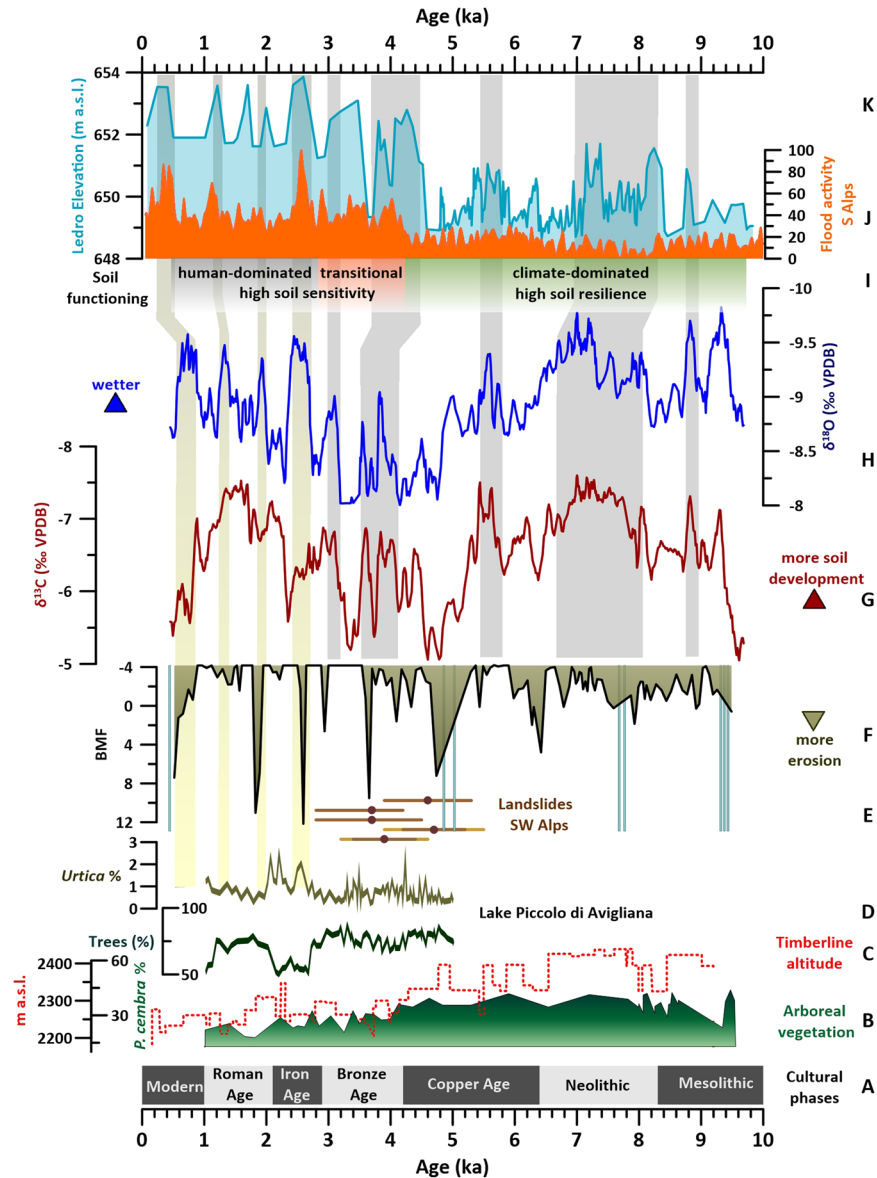 Age (ka)
0 1 2 3 4 5 6 7 8 9 10
Ledro Elevation (m a.s.l.)
654
652
650
648
K
100
80
60
40
20
0
Flood activity
S Alps
J
Soil
functioning
human-dominated
high soil sensitivity
transitional
climate-dominated
high soil resilience
I
-10
-9.5
-9
-8.5
-8
δ18O (‰ VPDB)
wetter
H
-8
-7
-6
-5
δ13C (‰ VPDB)
more soil
development
G
-4
0
4
8
12
BMF
more
erosion
F
Landslides
SW Alps
E
3
2
1
0
Urtica %
D
Lake Piccolo di Avigliana
100
50
Trees (%)
C
Timberline
altitude
2400
2300
2200
m a.s.l.
60
30
P. cembra %
Arboreal
vegetation
B
Modern
Roman
Age
Iron
Age
Bronze
Age
Copper Age
Neolithic
Mesolithic
Cultural
phases
A
0 1 2 3 4 5 6 7 8 9 10
Age (ka)